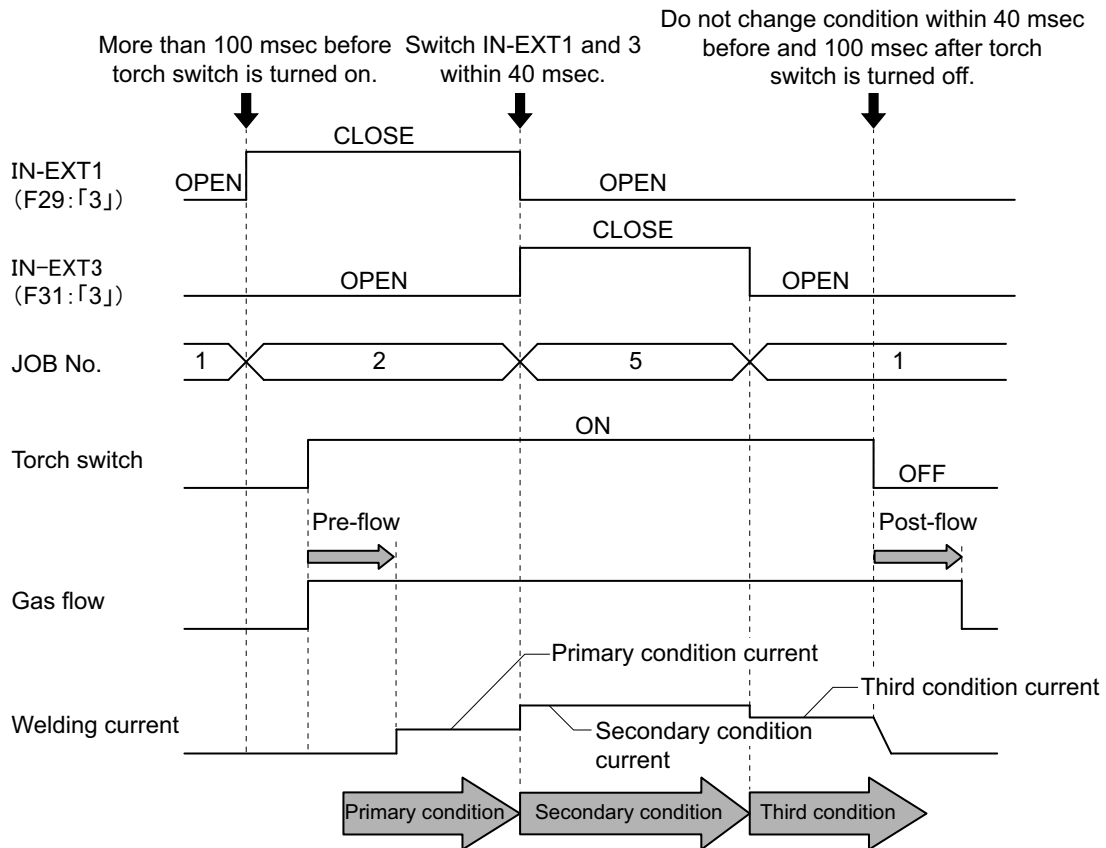 More than 100 msec before
torch switch is turned on.
Switch IN-EXT1 and 3
within 40 msec.
Do not change condition within 40 msec
before and 100 msec after torch
switch is turned off.
IN-EXT1
(F29:「3」)
OPEN
CLOSE
OPEN
IN-EXT3
(F31:「3」)
OPEN
CLOSE
OPEN
JOB No.
1
2
5
1
Torch switch
ON
OFF
Pre-flow
Post-flow
Gas flow
Primary condition current
Third condition current
Welding current
Secondary condition
current
Primary condition
Secondary condition
Third condition